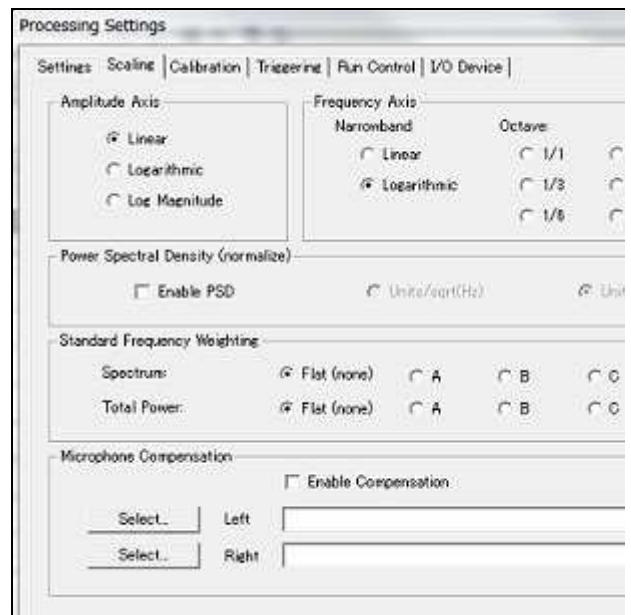 Processing Settings
Settings Scaling Calibration Triggering Run Control I/O Device
Amplitude Axis
Linear
Logarithmic
Log Magnitude
Frequency Axis
Narrowband Octave
Linear 1/1
Logarithmic 1/3
1/6
Power Spectral Density (normalize)
Enable PSD Units/sqrt(Hz)
Standard Frequency Weighting
Spectrum: Flat (none) A B C
Total Power: Flat (none) A B C
Microphone Compensation
Enable Compensation
Select... Left
Select... Right